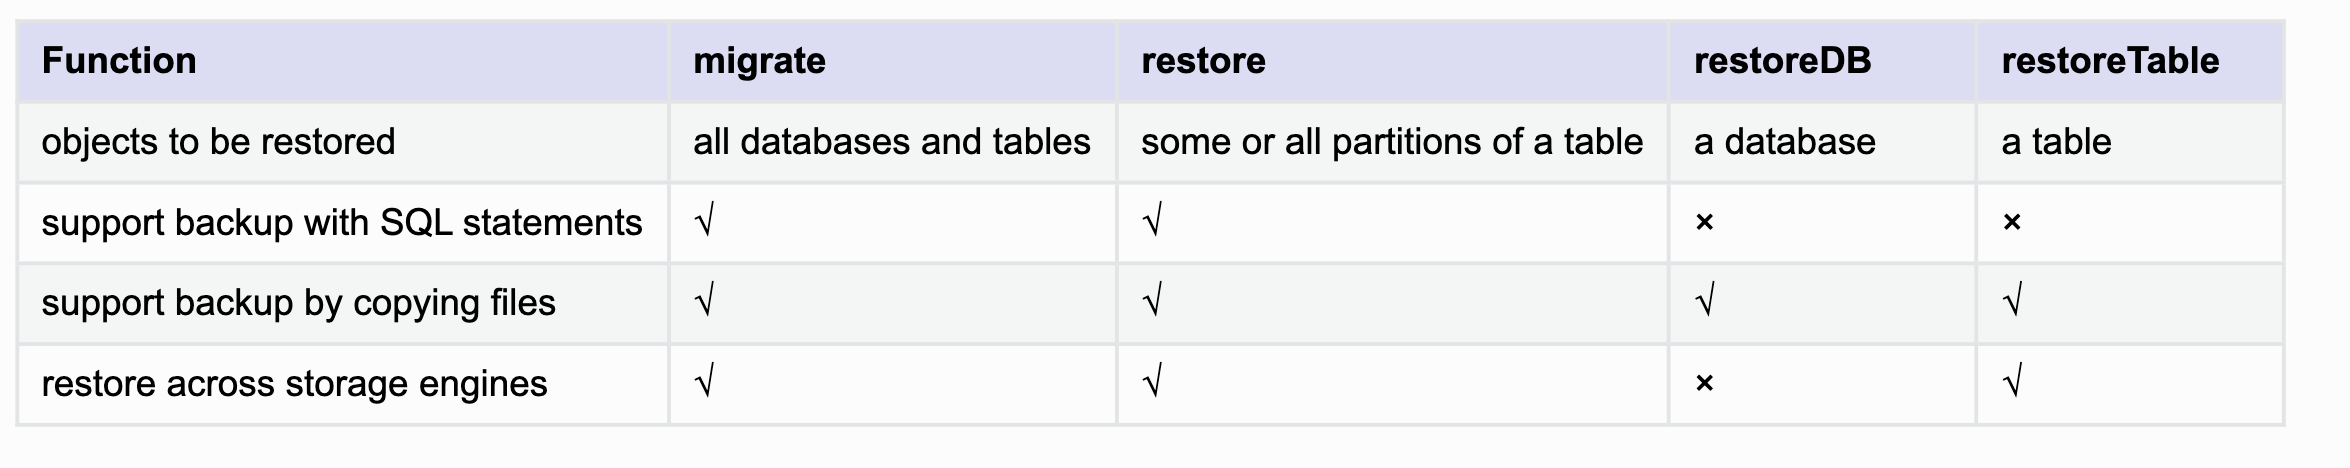 Function migrate restore restoreDB restoreTable
objects to be restored all databases and tables some or all partitions of a table a database a table
support backup with SQL statements √ √ × ×
support backup by copying files √ √ √ √
restore across storage engines √ √ × √